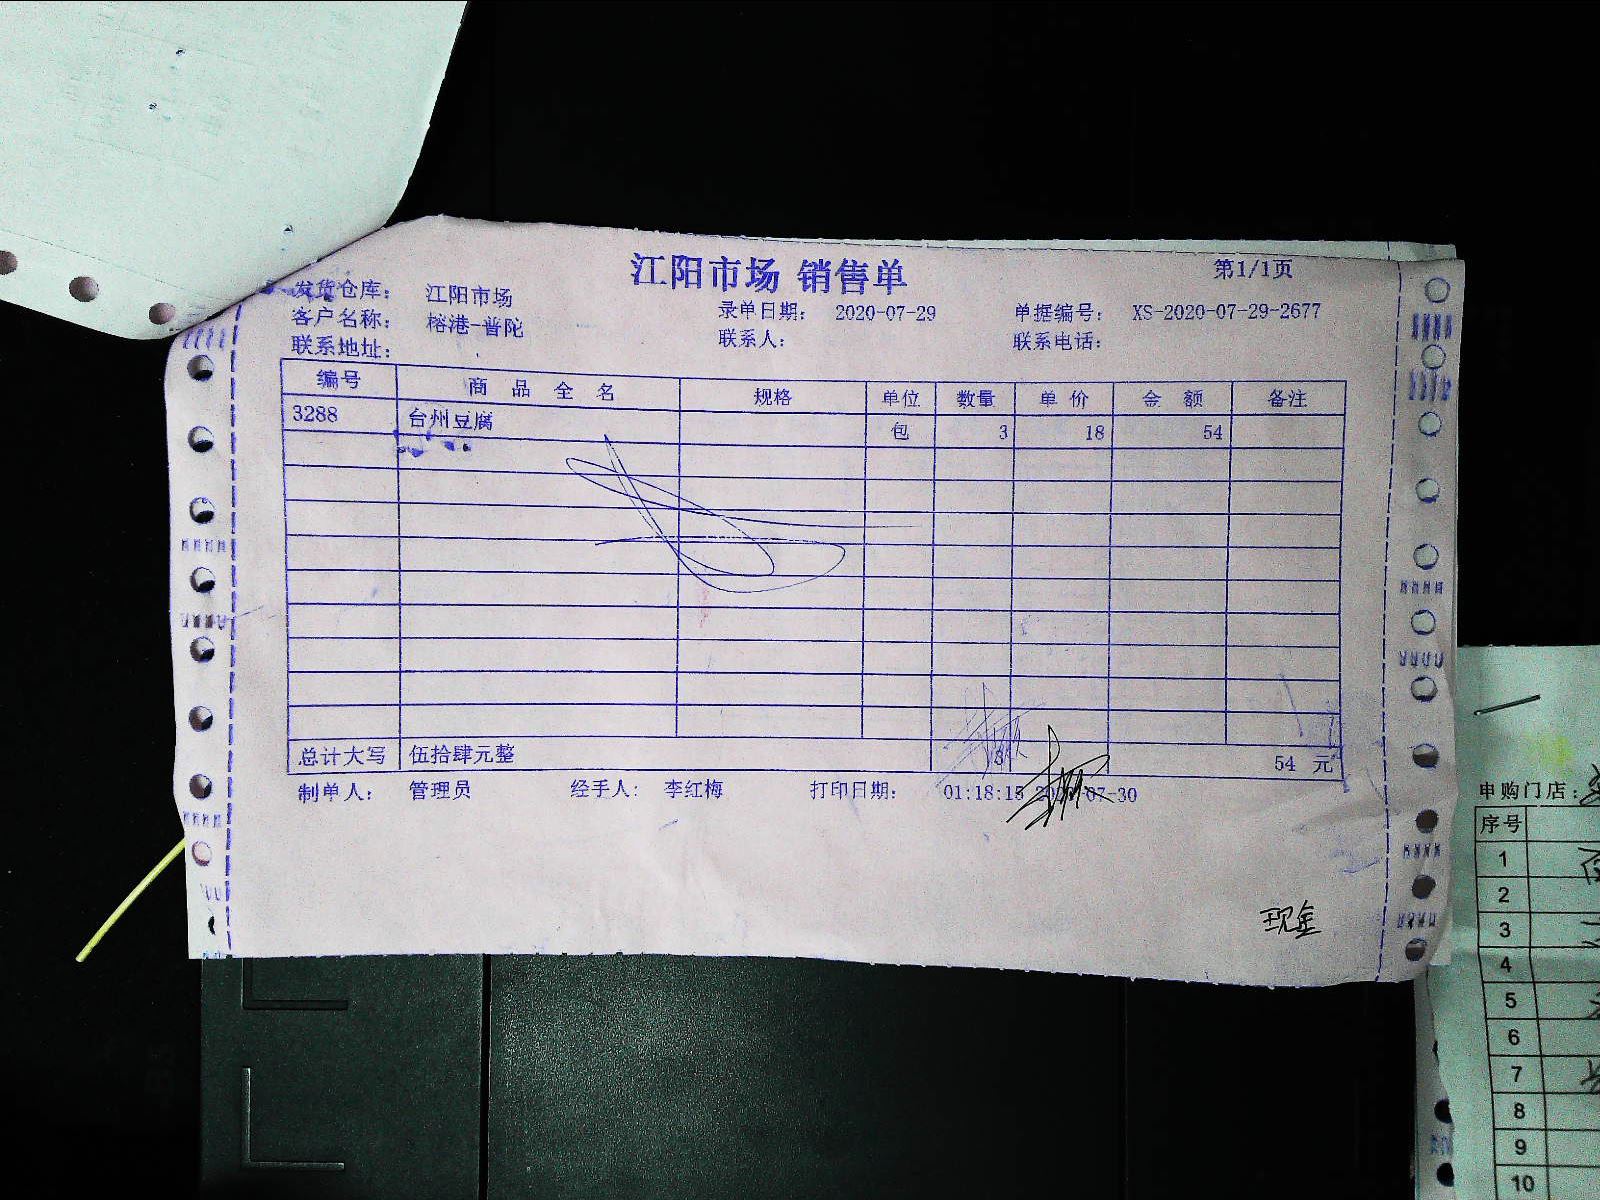 江阳市场 销售单
第1/1页
发货仓库： 江阳市场
录单日期： 2020-07-29 单据编号： XS-2020-07-29-2677
客户名称： 榕港-普陀
联系人： 联系电话：
联系地址：
编号 商 品 全 名 规格 单位 数量 单 价 金 额 备注
3288 台州豆腐 包 3 18 54
总计大写 伍拾肆元整 3 54 元
制单人： 管理员 经手人： 李红梅 打印日期： 01:18:15 07-30
现金
申购门店：
序号
1
2
3
4
5
6
7
8
9
10